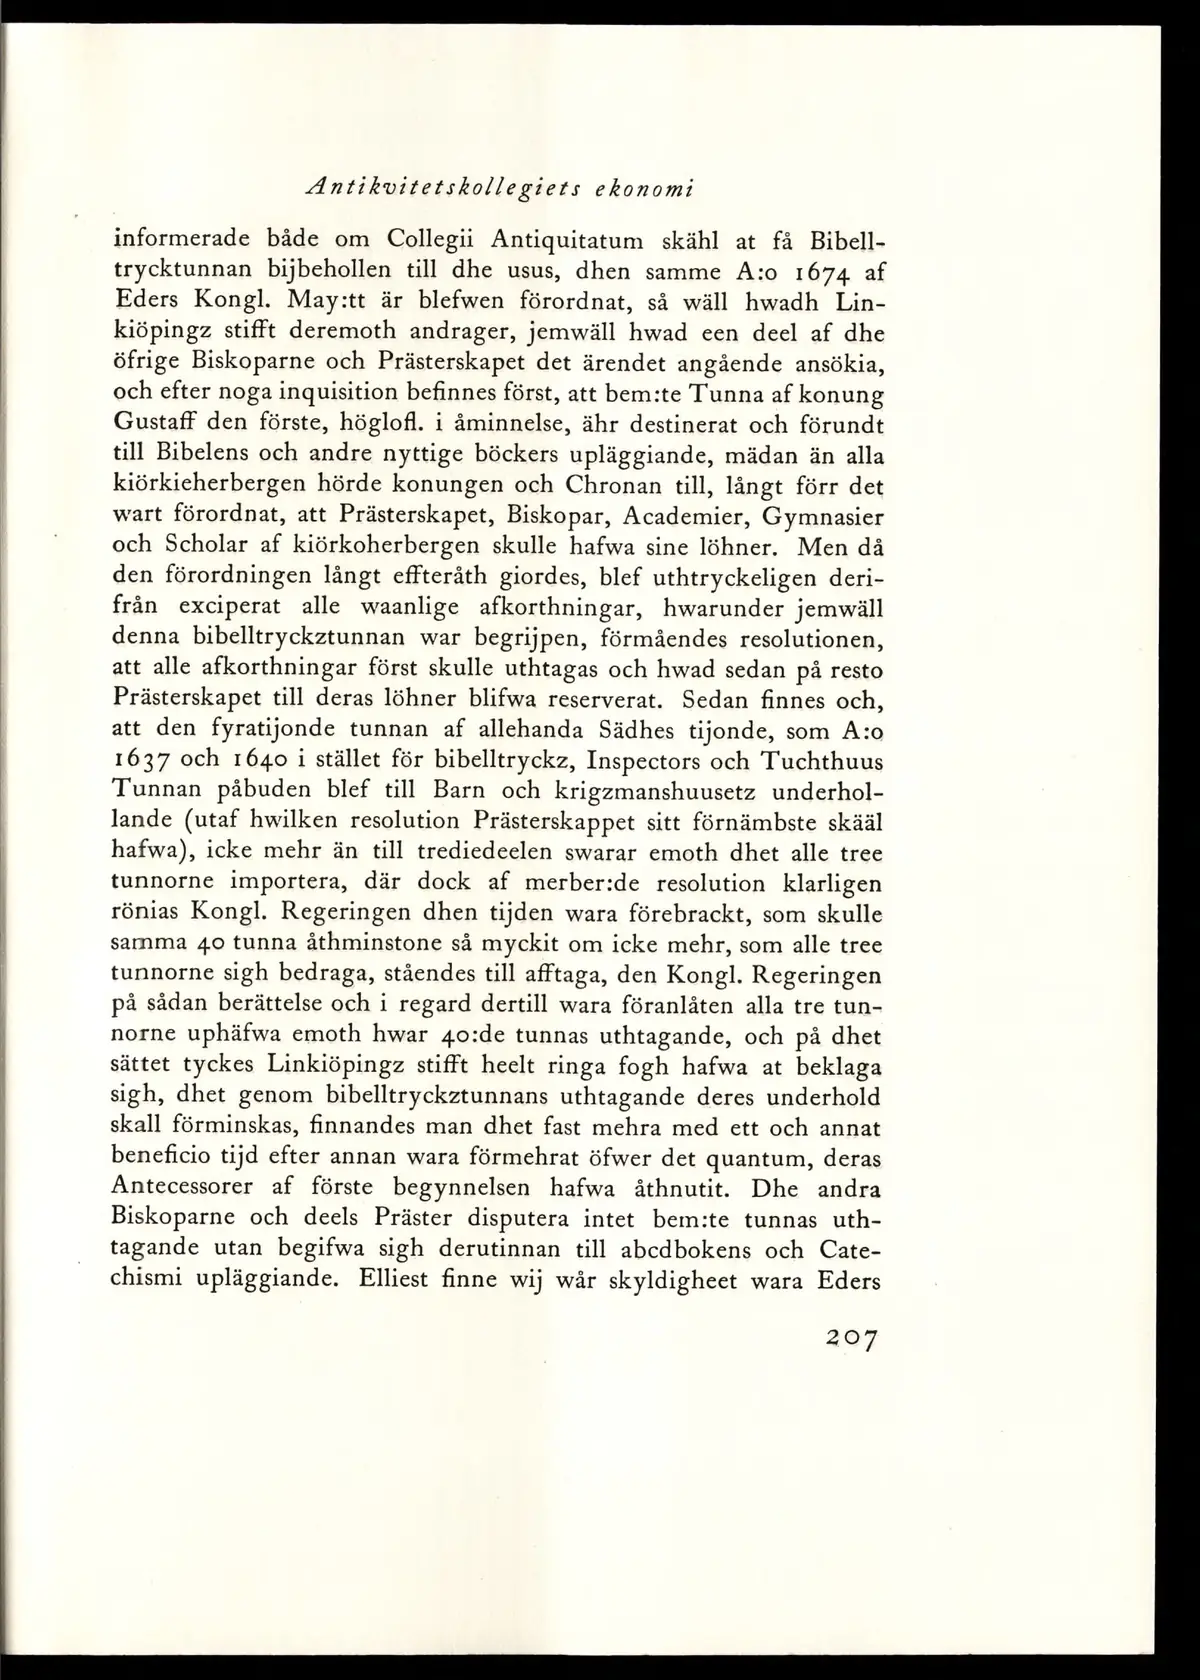 Antikvitetskollegiets ekonomi
informerade både om Collegii Antiquitatum skähl at få Bibell-
trycktunnan bijbehollen till dhe usus, dhen samme A:o 1674 af
Eders Kongl. May:tt är blefwen förordnat, så wäll hwadh Lin-
kiöpingz stifft deremoth andrager, jemwäll hwad een deel af dhe
öfrige Biskoparne och Prästerskapet det ärendet angående ansökia,
och efter noga inquisition befinnes först, att bem:te Tunna af konung
Gustaff den förste, höglofl. i åminnelse, ähr destinerat och förundt
till Bibelens och andre nyttige böckers upläggiande, mädan än alla
kiörkieherbergen hörde konungen och Chronan till, långt förr det
wart förordnat, att Prästerskapet, Biskopar, Academier, Gymnasier
och Scholar af kiörkoherbergen skulle hafwa sine löhner. Men då
den förordningen långt effteråth giordes, blef uthtryckeligen deri-
från exciperat alle waanlige afkorthningar, hwarunder jemwäll
denna bibelltryckztunnan war begrijpen, förmåendes resolutionen,
att alle afkorthningar först skulle uthtagas och hwad sedan på resto
Prästerskapet till deras löhner blifwa reserverat. Sedan finnes och,
att den fyratijonde tunnan af allehanda Sädhes tijonde, som A:o
1637 och 1640 i stället för bibelltryckz, Inspectors och Tuchthuus
Tunnan påbuden blef till Barn och krigzmanshuusetz underhol-
lande (utaf hwilken resolution Prästerskappet sitt förnämbste skääl
hafwa), icke mehr än till trediedeelen swarar emoth dhet alle tree
tunnorne importera, där dock af merber:de resolution klarligen
rönias Kongl. Regeringen dhen tijden wara förebrackt, som skulle
samma 40 tunna åthminstone så myckit om icke mehr, som alle tree
tunnorne sigh bedraga, ståendes till afftaga, den Kongl. Regeringen
på sådan berättelse och i regard dertill wara föranlåten alla tre tun-
norne uphäfwa emoth hwar 40:de tunnas uthtagande, och på dhet
sättet tyckes Linkiöpingz stifft heelt ringa fogh hafwa at beklaga
sigh, dhet genom bibelltryckztunnans uthtagande deres underhold
skall förminskas, finnandes man dhet fast mehra med ett och annat
beneficio tijd efter annan wara förmehrat öfwer det quantum, deras
Antecessorer af förste begynnelsen hafwa åthnutit. Dhe andra
Biskoparne och deels Präster disputera intet bem:te tunnas uth-
tagande utan begifwa sigh derutinnan till abcdbokens och Cate-
chismi upläggiande. Elliest finne wij wår skyldigheet wara Eders
207